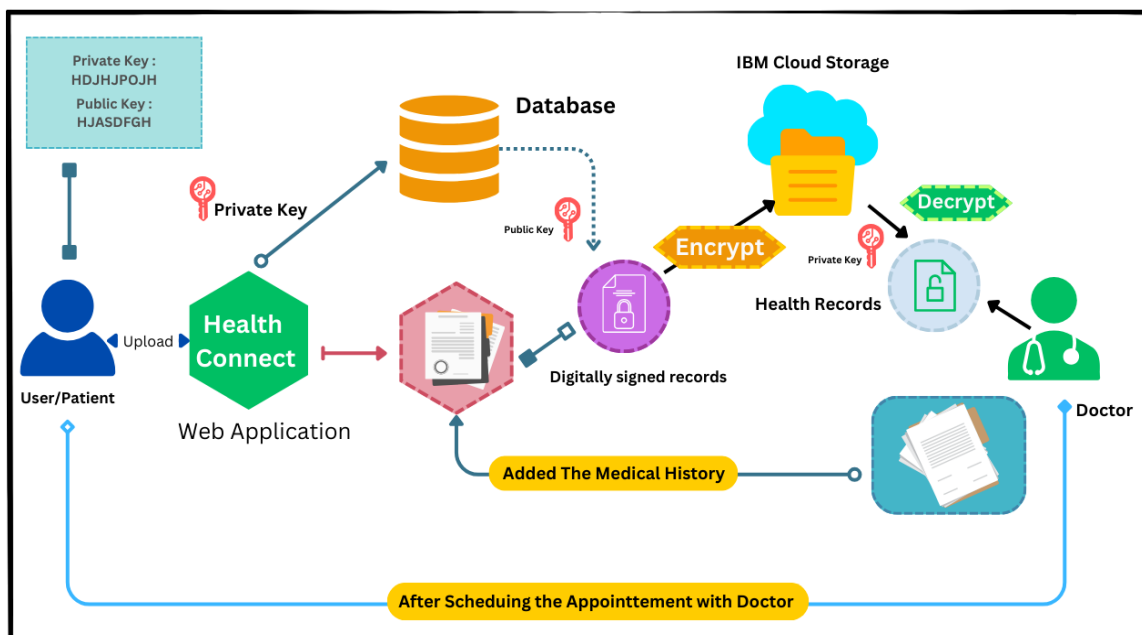 Private Key :
HDJHJPOJH
Public Key :
HJASDFGH
IBM Cloud Storage
Database
Private Key
Public Key
Encrypt
Decrypt
Private Key
Health Records
Upload
Health
Connect
User/Patient
Web Application
Digitally signed records
Doctor
Added The Medical History
After Scheduing the Appointtement with Doctor